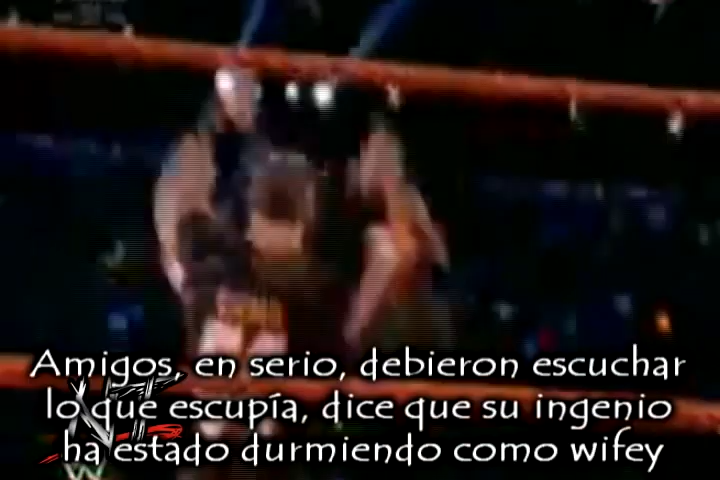 Amigos, en serio, debieron escuchar
lo que escupía, dice que su ingenio
ha estado durmiendo como wifey